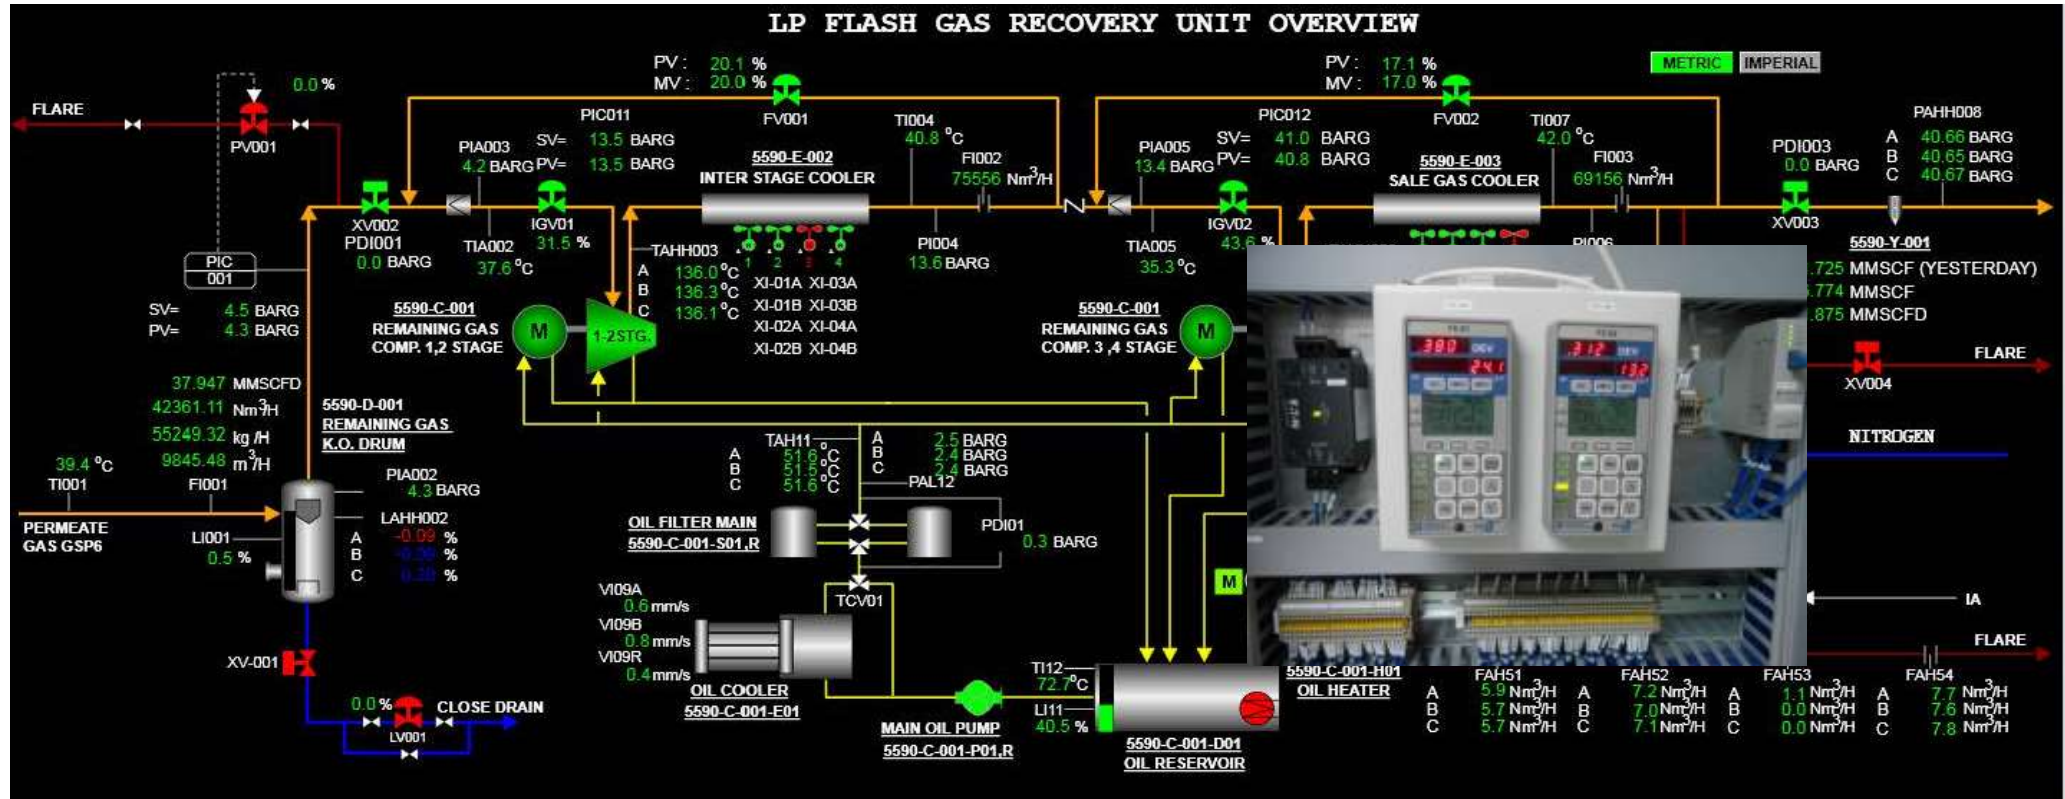 LP FLASH GAS RECOVERY UNIT OVERVIEW
METRIC IMPERIAL
FLARE
0.0 %
PV001
PV : 20.1 %
MV : 20.0 %
FV001
PV : 17.1 %
MV : 17.0 %
FV002
PIC011
SV= 13.5 BARG
PV= 13.5 BARG
PIA003
4.2 BARG
5590-E-002
INTER STAGE COOLER
TI004
40.8 °C
FI002
75556 Nm³/H
PIA005
13.4 BARG
PIC012
SV= 41.0 BARG
PV= 40.8 BARG
5590-E-003
SALE GAS COOLER
TI007
42.0 °C
FI003
69156 Nm³/H
PDI003
0.0 BARG
PAHH008
A 40.66 BARG
B 40.65 BARG
C 40.67 BARG
XV002
PDI001
0.0 BARG
TIA002
37.6 °C
IGV01
31.5 %
TAHH003
A 136.0 °C
B 136.3 °C
C 136.1 °C
1 2 3 4
XI-01A XI-03A
XI-01B XI-03B
XI-02A XI-04A
XI-02B XI-04B
PI004
13.6 BARG
TIA005
35.3 °C
IGV02
43.6 %
PI006
XV003
5590-Y-001
.725 MMSCF (YESTERDAY)
.774 MMSCF
.875 MMSCFD
PIC
001
SV= 4.5 BARG
PV= 4.3 BARG
5590-C-001
REMAINING GAS
COMP. 1,2 STAGE
M
1-2STG.
5590-C-001
REMAINING GAS
COMP. 3 ,4 STAGE
M
FLARE
XV004
NITROGEN
37.947 MMSCFD
42361.11 Nm³/H
55249.32 kg /H
9845.48 m³/H
5590-D-001
REMAINING GAS
K.O. DRUM
39.4 °C
TI001
FI001
PERMEATE
GAS GSP6
PIA002
4.3 BARG
LAHH002
A -0.09 %
B %
C %
LI001
0.5 %
TAH11
A 51.6 °C
B 51.5 °C
C 51.6 °C
A 2.5 BARG
B 2.4 BARG
C 2.4 BARG
PAL12
OIL FILTER MAIN
5590-C-001-S01,R
PDI01
0.3 BARG
TCV01
VI09A
0.6 mm/s
VI09B
0.8 mm/s
VI09R
0.4 mm/s
OIL COOLER
5590-C-001-E01
XV-001
0.0 %
LV001
CLOSE DRAIN
MAIN OIL PUMP
5590-C-001-P01,R
TI12
72.7 °C
LI11
40.5 %
5590-C-001-D01
OIL RESERVOIR
M
5590-C-001-H01
OIL HEATER
IA
FLARE
FAH51
A 5.9 Nm³/H
B 5.7 Nm³/H
C 5.7 Nm³/H
FAH52
A 7.2 Nm³/H
B 7.0 Nm³/H
C 7.1 Nm³/H
FAH53
A 1.1 Nm³/H
B 0.0 Nm³/H
C 0.0 Nm³/H
FAH54
A 7.7 Nm³/H
B 7.6 Nm³/H
C 7.8 Nm³/H